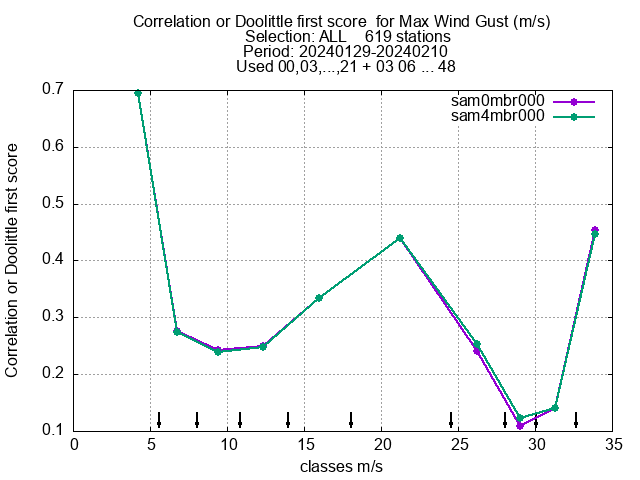 Correlation or Doolittle first score  for Max Wind Gust (m/s)
Selection: ALL    619 stations
Period: 20240129-20240210
Used 00,03,...,21 + 03 06 ... 48
sam0mbr000
sam4mbr000
Correlation or Doolittle first score
0.7
0.6
0.5
0.4
0.3
0.2
0.1
0 5 10 15 20 25 30 35
classes m/s